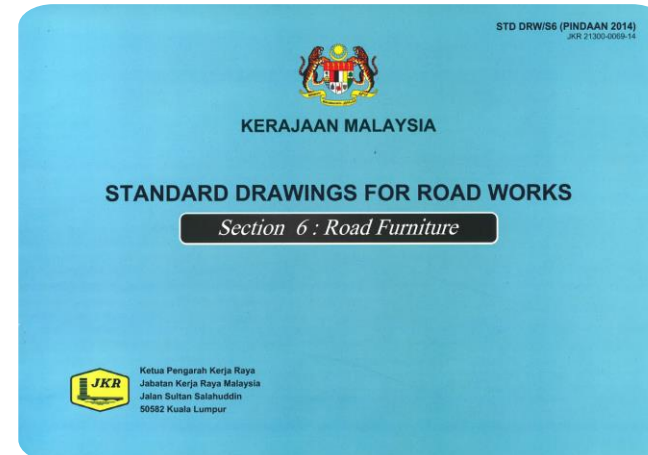 STD DRW/S6 (PINDAAN 2014)
JKR 21300-0069-14
KERAJAAN MALAYSIA
STANDARD DRAWINGS FOR ROAD WORKS
Section 6 : Road Furniture
JKR
Ketua Pengarah Kerja Raya
Jabatan Kerja Raya Malaysia
Jalan Sultan Salahuddin
50582 Kuala Lumpur